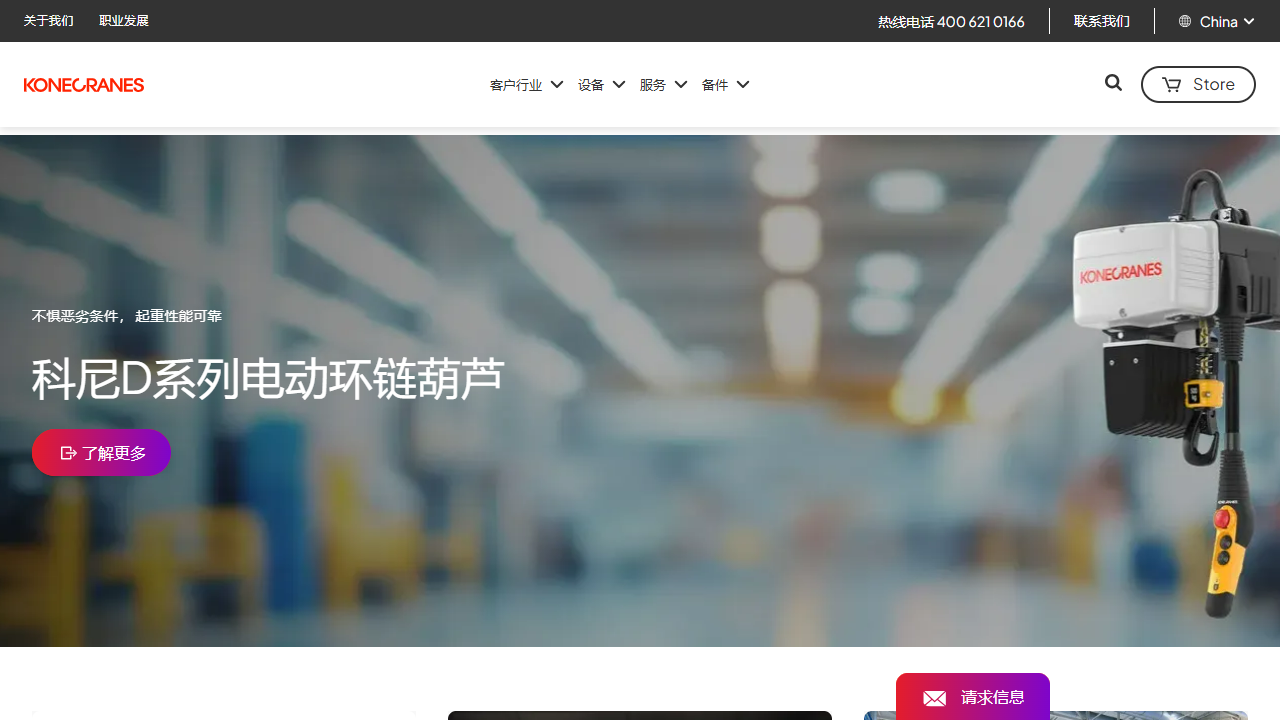 关于我们 职业发展 热线电话 400 621 0166 联系我们 China
KONECRANES 客户行业 设备 服务 备件 Store
KONECRANES
不惧恶劣条件， 起重性能可靠
科尼D系列电动环链葫芦
了解更多
请求信息